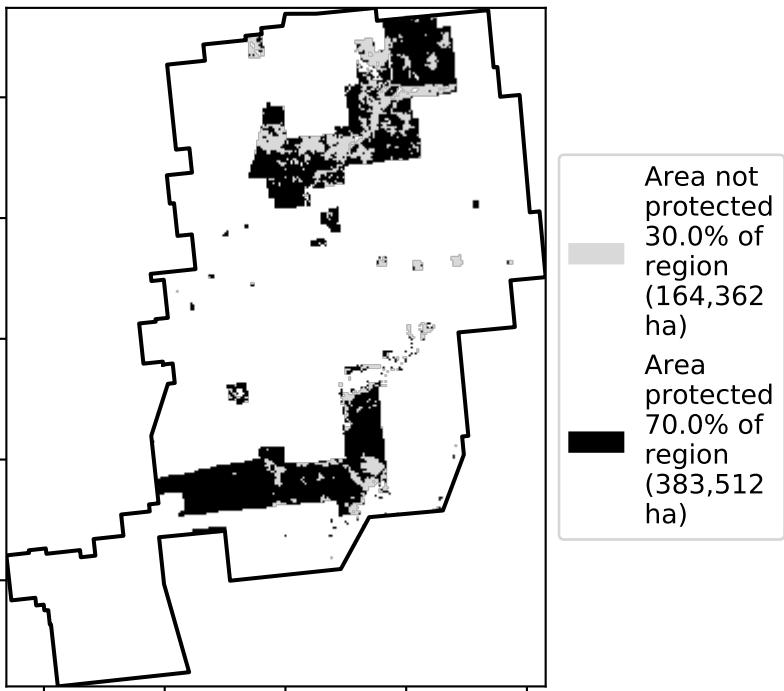 Area not
protected
30.0% of
region
(164,362
ha)
Area
protected
70.0% of
region
(383,512
ha)